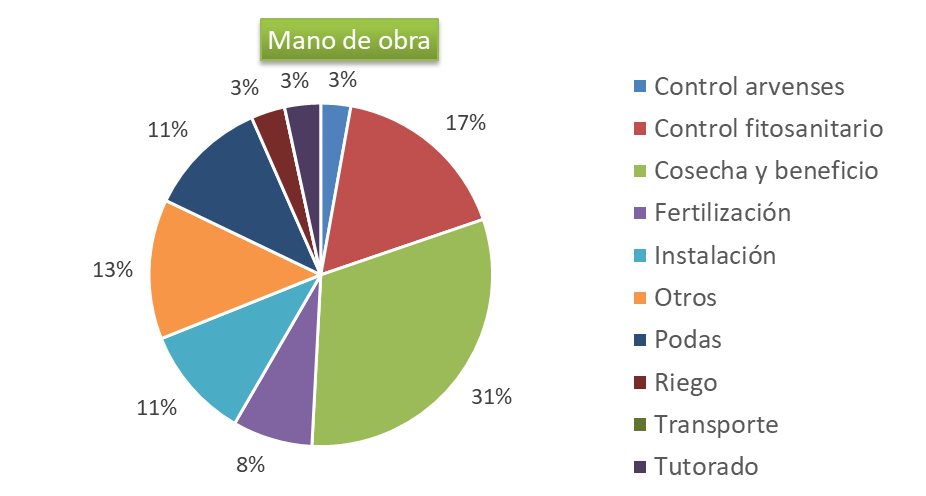 Mano de obra
3%
17%
31%
8%
11%
13%
11%
3%
3%
Control arvenses
Control fitosanitario
Cosecha y beneficio
Fertilización
Instalación
Otros
Podas
Riego
Transporte
Tutorado